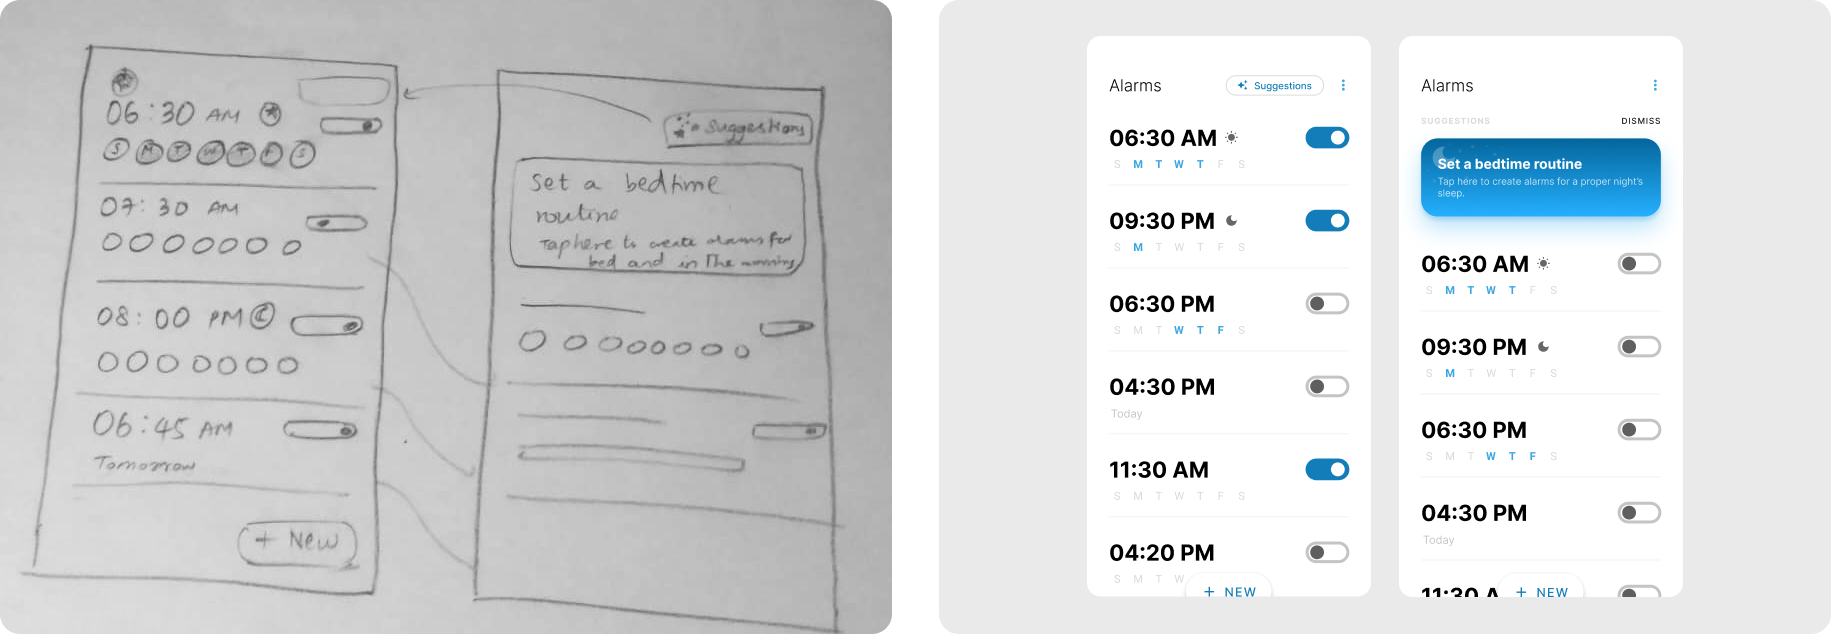 06:30 AM
S M T W T F S
07:30 AM
08:00 PM
06:45 AM
Tomorrow
+ New
Suggestions
Set a bedtime
routine
Tap here to create alarms for
bed and in The morning
Alarms
Suggestions
06:30 AM
S M T W T F S
09:30 PM
S M T W T F S
06:30 PM
S M T W T F S
04:30 PM
Today
11:30 AM
S M T W T F S
04:20 PM
S M T W
+ NEW
Alarms
SUGGESTIONS
DISMISS
Set a bedtime routine
Tap here to create alarms for a proper night's
sleep.
06:30 AM
S M T W T F S
09:30 PM
S M T W T F S
06:30 PM
S M T W T F S
04:30 PM
Today
11:30 A
+ NEW